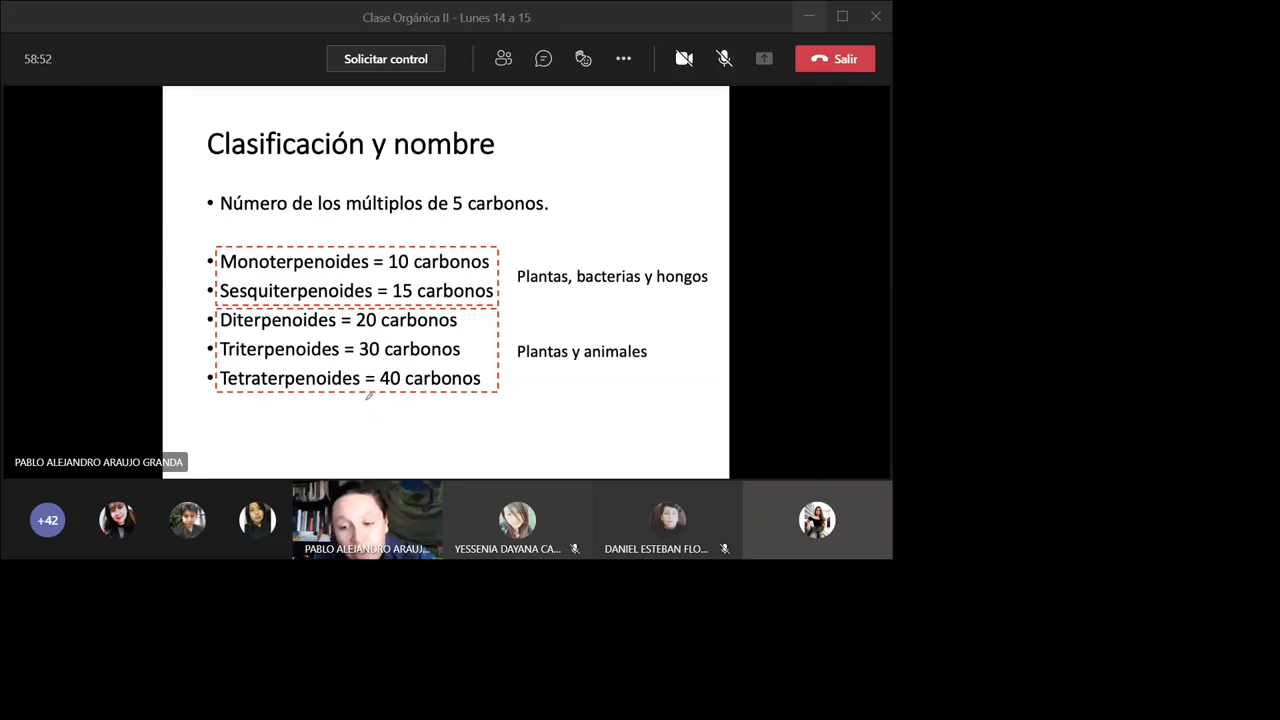 Clase Orgánica II - Lunes 14 a 15
58:52
Solicitar control
Salir
Clasificación y nombre
• Número de los múltiplos de 5 carbonos.
• Monoterpenoides = 10 carbonos
• Sesquiterpenoides = 15 carbonos
Plantas, bacterias y hongos
• Diterpenoides = 20 carbonos
• Triterpenoides = 30 carbonos
• Tetraterpenoides = 40 carbonos
Plantas y animales
PABLO ALEJANDRO ARAUJO GRANDA
+42
PABLO ALEJANDRO ARAUJ...
YESSENIA DAYANA CA...
DANIEL ESTEBAN FLO...